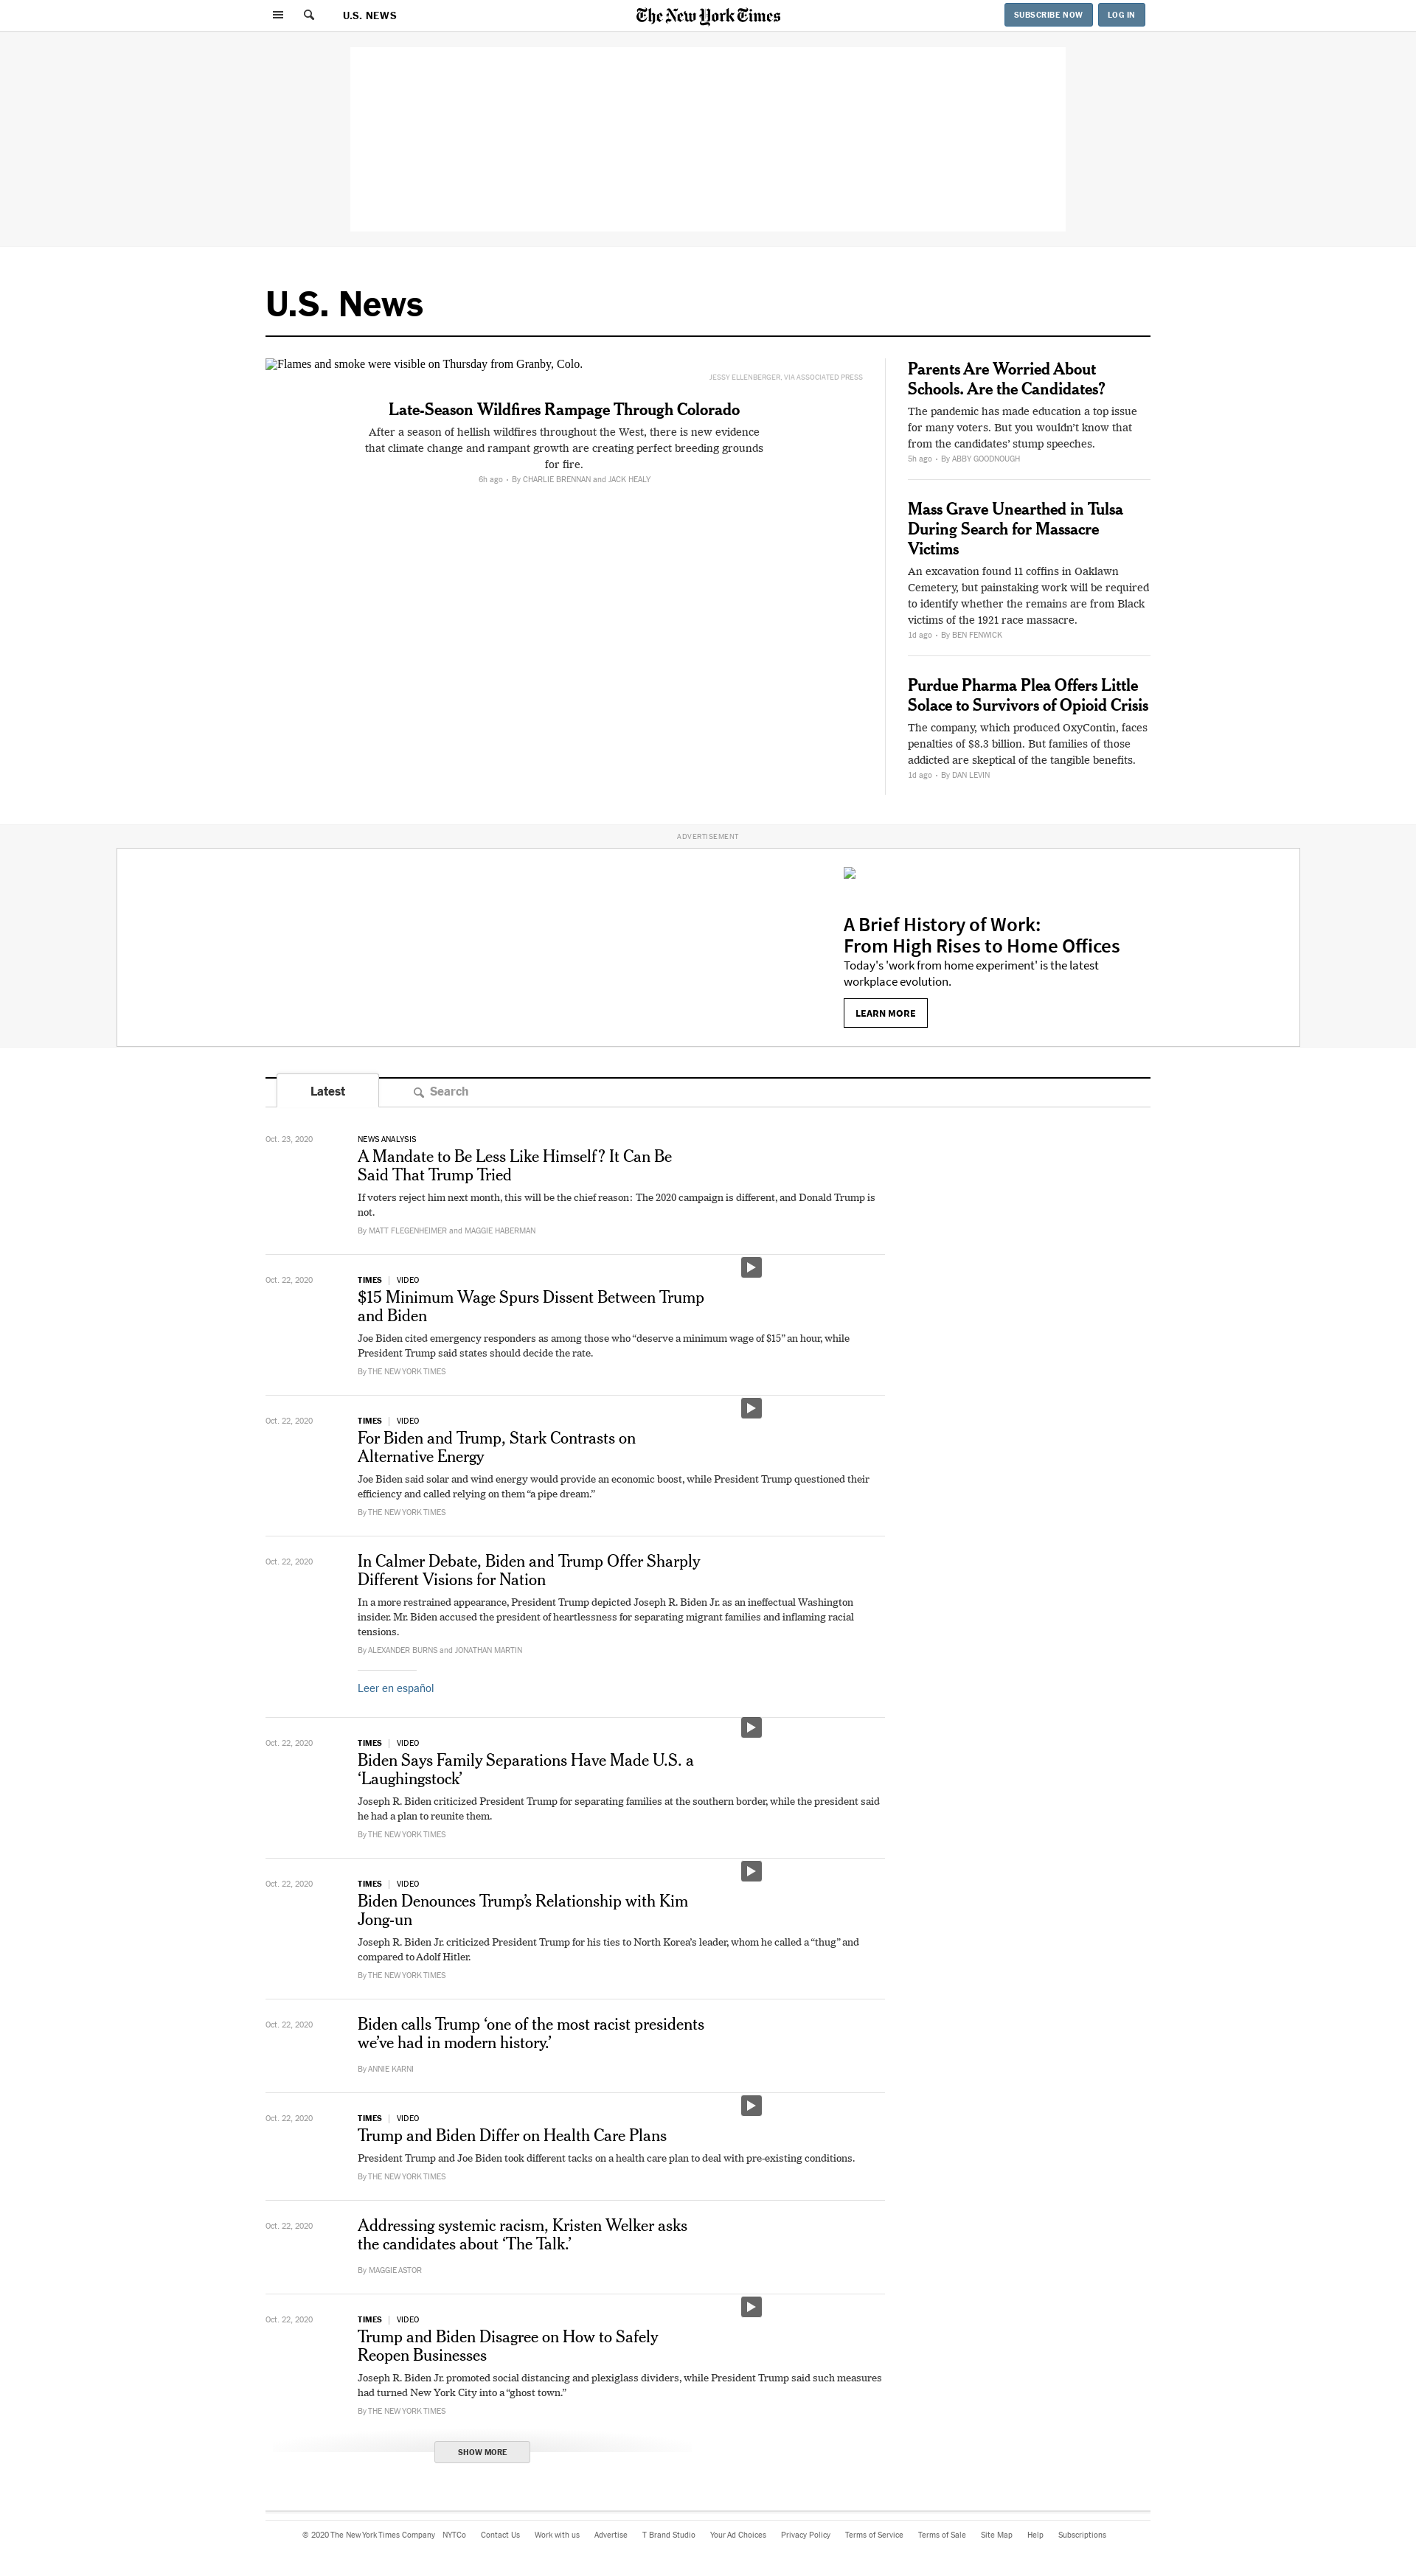 U.S. NEWS
The New York Times
SUBSCRIBE NOW
LOG IN
U.S. News
Flames and smoke were visible on Thursday from Granby, Colo.
JESSY ELLENBERGER, VIA ASSOCIATED PRESS
Late-Season Wildfires Rampage Through Colorado
After a season of hellish wildfires throughout the West, there is new evidence
that climate change and rampant growth are creating perfect breeding grounds
for fire.
6h ago • By CHARLIE BRENNAN and JACK HEALY
Parents Are Worried About
Schools. Are the Candidates?
The pandemic has made education a top issue
for many voters. But you wouldn’t know that
from the candidates’ stump speeches.
5h ago • By ABBY GOODNOUGH
Mass Grave Unearthed in Tulsa
During Search for Massacre
Victims
An excavation found 11 coffins in Oaklawn
Cemetery, but painstaking work will be required
to identify whether the remains are from Black
victims of the 1921 race massacre.
1d ago • By BEN FENWICK
Purdue Pharma Plea Offers Little
Solace to Survivors of Opioid Crisis
The company, which produced OxyContin, faces
penalties of $8.3 billion. But families of those
addicted are skeptical of the tangible benefits.
1d ago • By DAN LEVIN
ADVERTISEMENT
A Brief History of Work:
From High Rises to Home Offices
Today's 'work from home experiment' is the latest
workplace evolution.
LEARN MORE
Latest
Search
Oct. 23, 2020
NEWS ANALYSIS
A Mandate to Be Less Like Himself? It Can Be
Said That Trump Tried
If voters reject him next month, this will be the chief reason: The 2020 campaign is different, and Donald Trump is
not.
By MATT FLEGENHEIMER and MAGGIE HABERMAN
Oct. 22, 2020
TIMES | VIDEO
$15 Minimum Wage Spurs Dissent Between Trump
and Biden
Joe Biden cited emergency responders as among those who “deserve a minimum wage of $15” an hour, while
President Trump said states should decide the rate.
By THE NEW YORK TIMES
Oct. 22, 2020
TIMES | VIDEO
For Biden and Trump, Stark Contrasts on
Alternative Energy
Joe Biden said solar and wind energy would provide an economic boost, while President Trump questioned their
efficiency and called relying on them “a pipe dream.”
By THE NEW YORK TIMES
Oct. 22, 2020
In Calmer Debate, Biden and Trump Offer Sharply
Different Visions for Nation
In a more restrained appearance, President Trump depicted Joseph R. Biden Jr. as an ineffectual Washington
insider. Mr. Biden accused the president of heartlessness for separating migrant families and inflaming racial
tensions.
By ALEXANDER BURNS and JONATHAN MARTIN
Leer en español
Oct. 22, 2020
TIMES | VIDEO
Biden Says Family Separations Have Made U.S. a
‘Laughingstock’
Joseph R. Biden criticized President Trump for separating families at the southern border, while the president said
he had a plan to reunite them.
By THE NEW YORK TIMES
Oct. 22, 2020
TIMES | VIDEO
Biden Denounces Trump’s Relationship with Kim
Jong-un
Joseph R. Biden Jr. criticized President Trump for his ties to North Korea’s leader, whom he called a “thug” and
compared to Adolf Hitler.
By THE NEW YORK TIMES
Oct. 22, 2020
Biden calls Trump ‘one of the most racist presidents
we’ve had in modern history.’
By ANNIE KARNI
Oct. 22, 2020
TIMES | VIDEO
Trump and Biden Differ on Health Care Plans
President Trump and Joe Biden took different tacks on a health care plan to deal with pre-existing conditions.
By THE NEW YORK TIMES
Oct. 22, 2020
Addressing systemic racism, Kristen Welker asks
the candidates about ‘The Talk.’
By MAGGIE ASTOR
Oct. 22, 2020
TIMES | VIDEO
Trump and Biden Disagree on How to Safely
Reopen Businesses
Joseph R. Biden Jr. promoted social distancing and plexiglass dividers, while President Trump said such measures
had turned New York City into a “ghost town.”
By THE NEW YORK TIMES
SHOW MORE
© 2020 The New York Times Company NYTCo Contact Us Work with us Advertise T Brand Studio Your Ad Choices Privacy Policy Terms of Service Terms of Sale Site Map Help Subscriptions